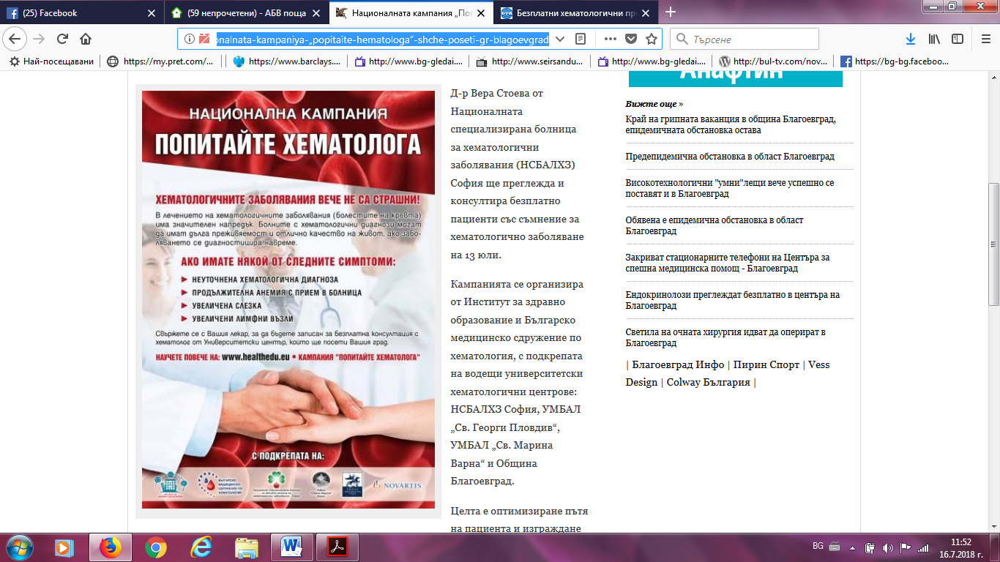 (25) Facebook
(59 непрочетени) - АБВ поща
Националната кампания „Поп
Безплатни хематологични пре
onalnata-kampaniya-„popitaite-hematologa”-shche-poseti-gr-blagoevgrad
Търсене
Най-посещавани
https://my.pret.com/...
https://www.barclays....
http://www.bg-gledai....
http://www.seirsandu...
http://www.bg-gledai....
http://bul-tv.com/nov...
https://bg-bg.faceboo...
НАЦИОНАЛНА КАМПАНИЯ
ПОПИТАЙТЕ ХЕМАТОЛОГА
ХЕМАТОЛОГИЧНИТЕ ЗАБОЛЯВАНИЯ ВЕЧЕ НЕ СА СТРАШНИ!
В лечението на хематологичните заболявания (болестите на кръвта)
има значителен напредък. Болните с хематологични диагнози могат
да имат дълга преживяемост и отлично качество на живот, ако забо-
ляването се диагностицира навреме.
АКО ИМАТЕ НЯКОЙ ОТ СЛЕДНИТЕ СИМПТОМИ:
НЕУТОЧНЕНА ХЕМАТОЛОГИЧНА ДИАГНОЗА
ПРОДЪЛЖИТЕЛНА АНЕМИЯ С ПРИЕМ В БОЛНИЦА
УВЕЛИЧЕНА СЛЕЗКА
УВЕЛИЧЕНИ ЛИМФНИ ВЪЗЛИ
Свържете се с Вашия лекар, за да бъдете записан за безплатна консултация с
хематолог от Университетски център, който ще посети Вашия град.
НАУЧЕТЕ ПОВЕЧЕ НА: www.healthedu.eu • КАМПАНИЯ "ПОПИТАЙТЕ ХЕМАТОЛОГА"
С ПОДКРЕПАТА НА:
БЪЛГАРСКО
МЕДИЦИНСКО
СДРУЖЕНИЕ ПО
ХЕМАТОЛОГИЯ
NOVARTIS
Д-р Вера Стоева от
Националната
специализирана болница
за хематологични
заболявания (НСБАЛХЗ)
София ще преглежда и
консултира безплатно
пациенти със съмнение за
хематологично заболяване
на 13 юли.
Кампанията се организира
от Институт за здравно
образование и Българско
медицинско сдружение по
хематология, с подкрепата
на водещи университетски
хематологични центрове:
НСБАЛХЗ София, УМБАЛ
„Св. Георги Пловдив“,
УМБАЛ „Св. Марина
Варна“ и Община
Благоевград.
Целта е оптимизиране пътя
на пациента и изграждане
Анафтин
Вижте още »
Край на грипната ваканция в община Благоевград,
епидемичната обстановка остава
Предепидемична обстановка в област Благоевград
Високотехнологични "умни"лещи вече успешно се
поставят и в Благоевград
Обявена е епидемична обстановка в област
Благоевград
Закриват стационарните телефони на Центъра за
спешна медицинска помощ - Благоевград
Ендокринолози преглеждат безплатно в центъра на
Благоевград
Светила на очната хирургия идват да оперират в
Благоевград
| Благоевград Инфо | Пирин Спорт | Vess
Design | Colway България |
BG
11:52
16.7.2018 г.